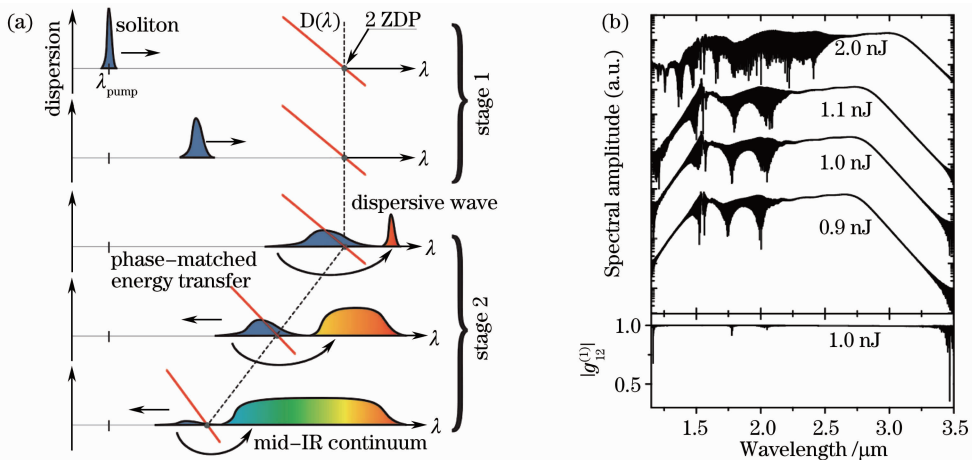 (a)
dispersion
soliton
D(λ)
2 ZDP
λ
λpump
stage 1
λ
dispersive wave
λ
phase-matched
energy transfer
stage 2
λ
λ
mid-IR continuum
(b)
Spectral amplitude (a.u.)
2.0 nJ
1.1 nJ
1.0 nJ
0.9 nJ
|g12(1)|
1.0
0.5
1.0 nJ
1.5 2.0 2.5 3.0 3.5
Wavelength /μm